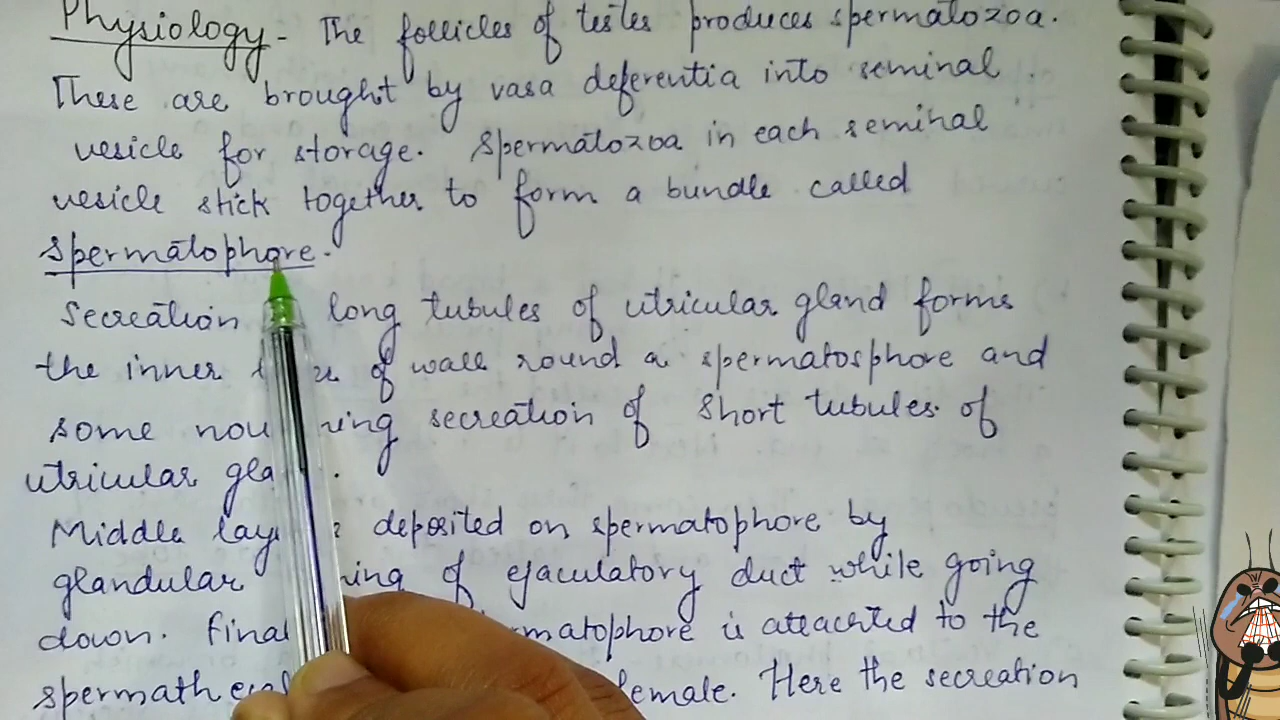 Physiology - The follicles of testes produces spermatozoa.
These are brought by vasa deferentia into seminal
vesicle for storage. Spermatozoa in each seminal
vesicle stick together to form a bundle called
spermatophore.
Secreation long tubules of utricular gland forms
the inner of wall round a spermatosphore and
some secreation of short tubules of
utricular
Middle deposited on spermatophore by
glandular of ejaculatory duct while going
down. is to the
female. Here the secreation